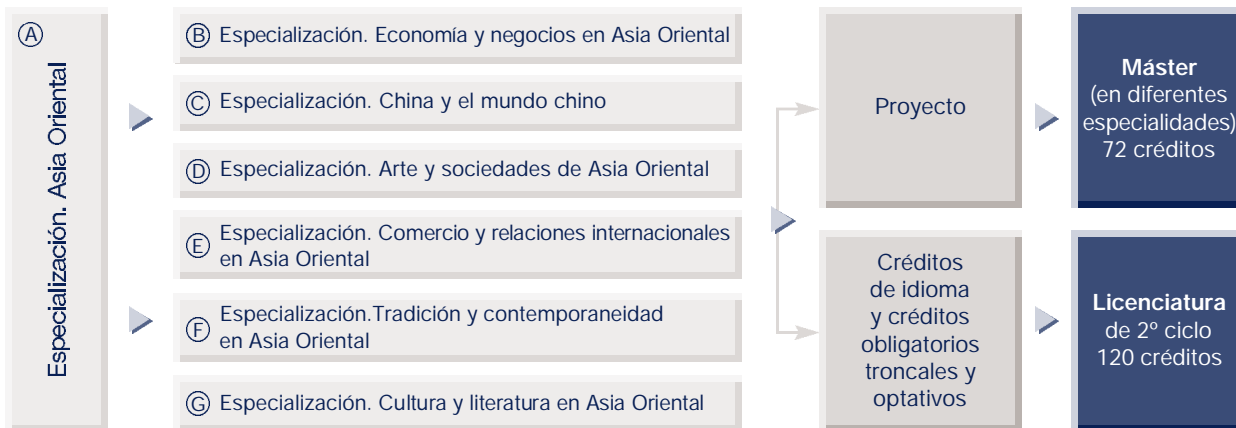 A
Especialización. Asia Oriental
B Especialización. Economía y negocios en Asia Oriental
C Especialización. China y el mundo chino
D Especialización. Arte y sociedades de Asia Oriental
E Especialización. Comercio y relaciones internacionales
en Asia Oriental
F Especialización.Tradición y contemporaneidad
en Asia Oriental
G Especialización. Cultura y literatura en Asia Oriental
Proyecto
Créditos
de idioma
y créditos
obligatorios
troncales y
optativos
Máster
(en diferentes
especialidades)
72 créditos
Licenciatura
de 2º ciclo
120 créditos